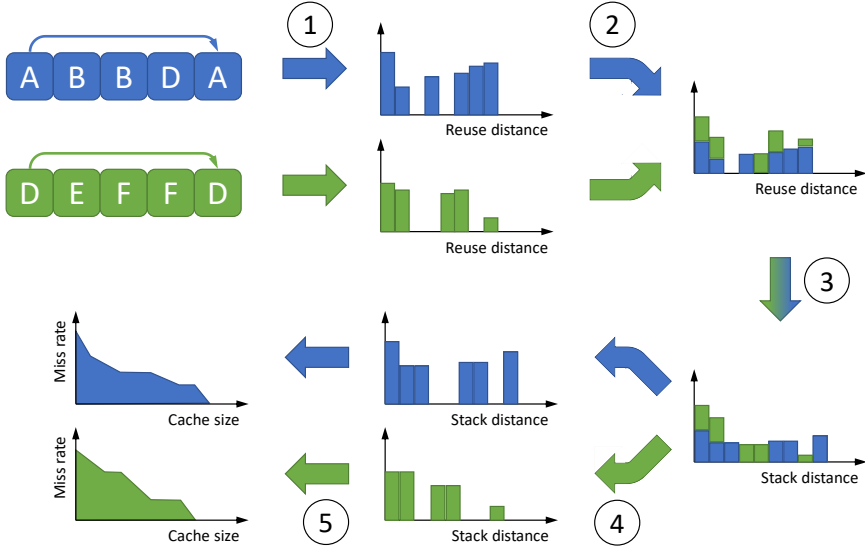 1
2
A B B D A
Reuse distance
D E F F D
Reuse distance
Reuse distance
3
Miss rate
Cache size
Stack distance
Miss rate
Cache size
Stack distance
Stack distance
5
4